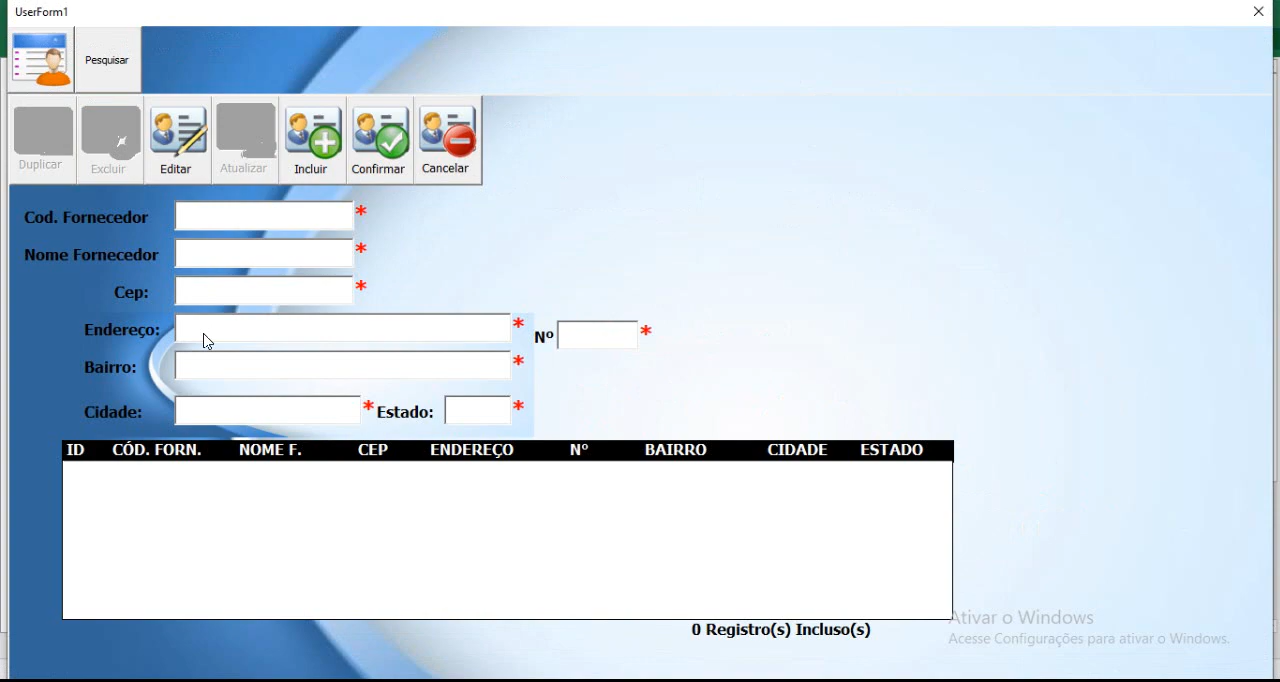 UserForm1
Pesquisar
Duplicar Excluir Editar Atualizar Incluir Confirmar Cancelar
Cod. Fornecedor *
Nome Fornecedor *
Cep: *
Endereço: * Nº *
Bairro: *
Cidade: * Estado: *
ID CÓD. FORN. NOME F. CEP ENDEREÇO Nº BAIRRO CIDADE ESTADO
0 Registro(s) Incluso(s)
Ativar o Windows
Acesse Configurações para ativar o Windows.